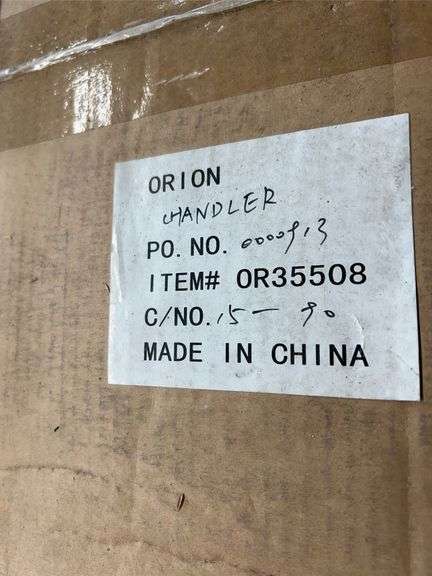 ORION
CHANDLER
PO. NO. 0000913
ITEM# OR35508
C/NO. 15 - 90
MADE IN CHINA